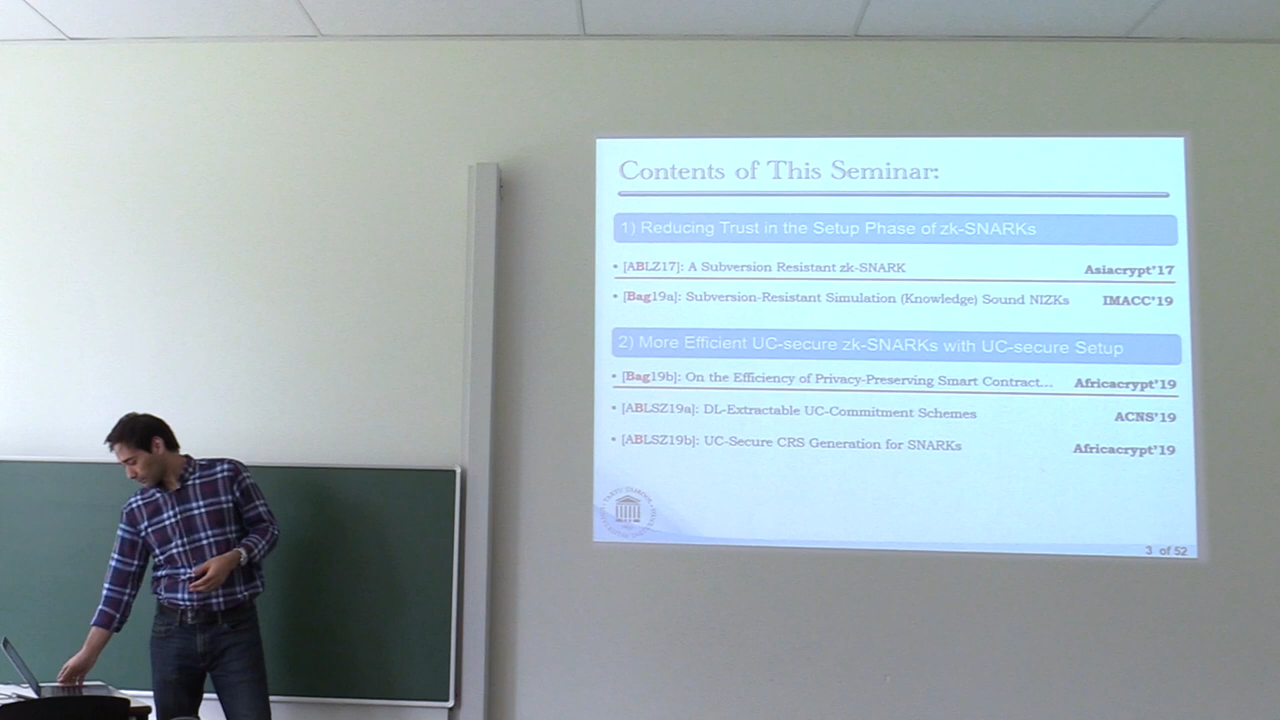 Contents of This Seminar:
1) Reducing Trust in the Setup Phase of zk-SNARKs
• [ABLZ17]: A Subversion Resistant zk-SNARK Asiacrypt'17
• [Bag19a]: Subversion-Resistant Simulation (Knowledge) Sound NIZKs IMACC'19
2) More Efficient UC-secure zk-SNARKs with UC-secure Setup
• [Bag19b]: On the Efficiency of Privacy-Preserving Smart Contract... Africacrypt'19
• [ABLSZ19a]: DL-Extractable UC-Commitment Schemes ACNS'19
• [ABLSZ19b]: UC-Secure CRS Generation for SNARKs Africacrypt'19
3 of 52